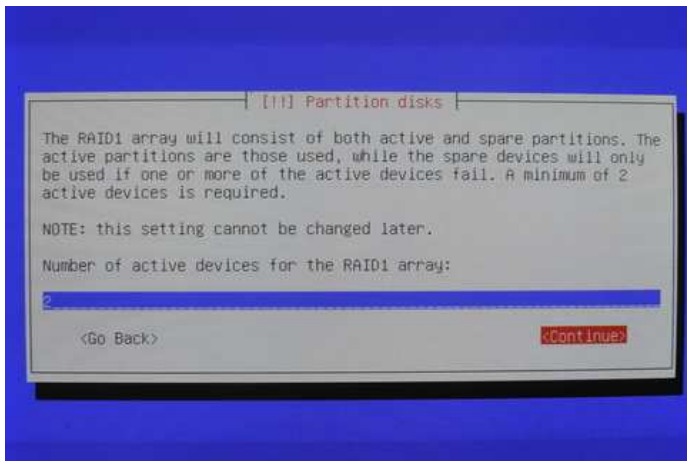 [!!] Partition disks
The RAID1 array will consist of both active and spare partitions. The
active partitions are those used, while the spare devices will only
be used if one or more of the active devices fail. A minimum of 2
active devices is required.
NOTE: this setting cannot be changed later.
Number of active devices for the RAID1 array:
2
<Go Back> <Continue>